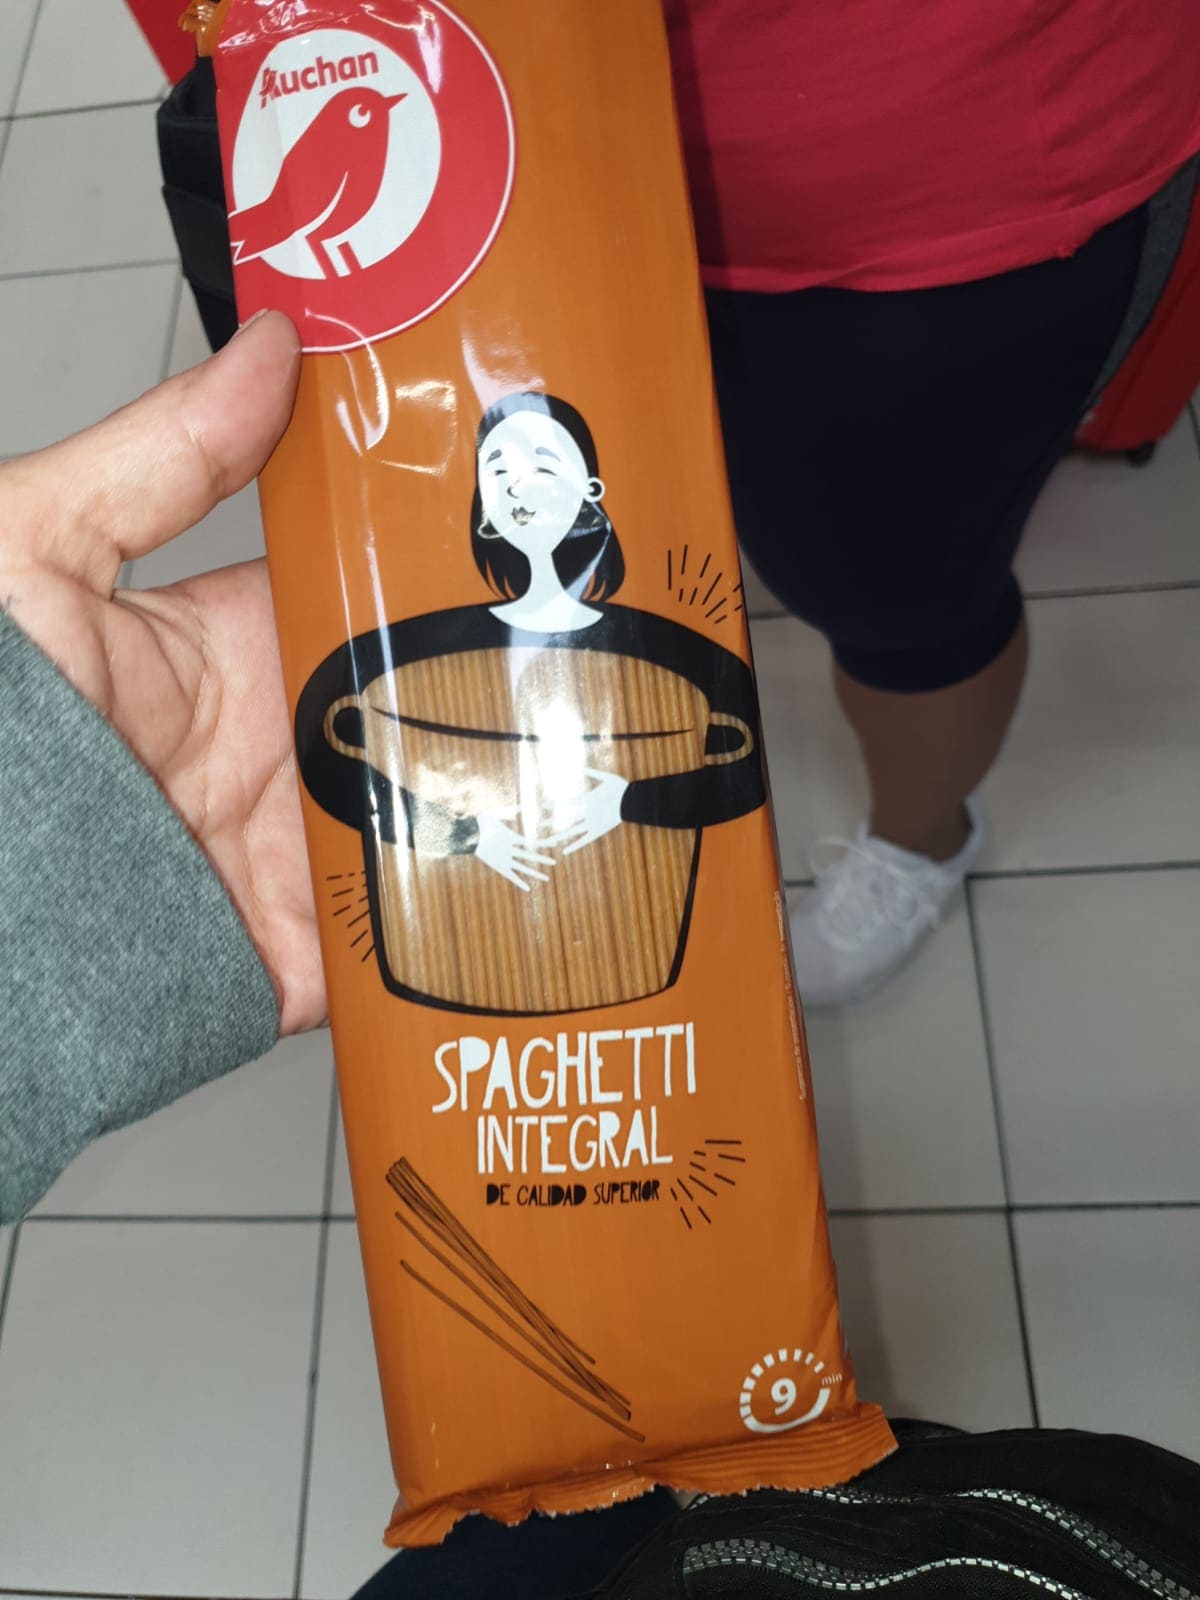 Auchan
SPAGHETTI
INTEGRAL
DE CALIDAD SUPERIOR
9 min